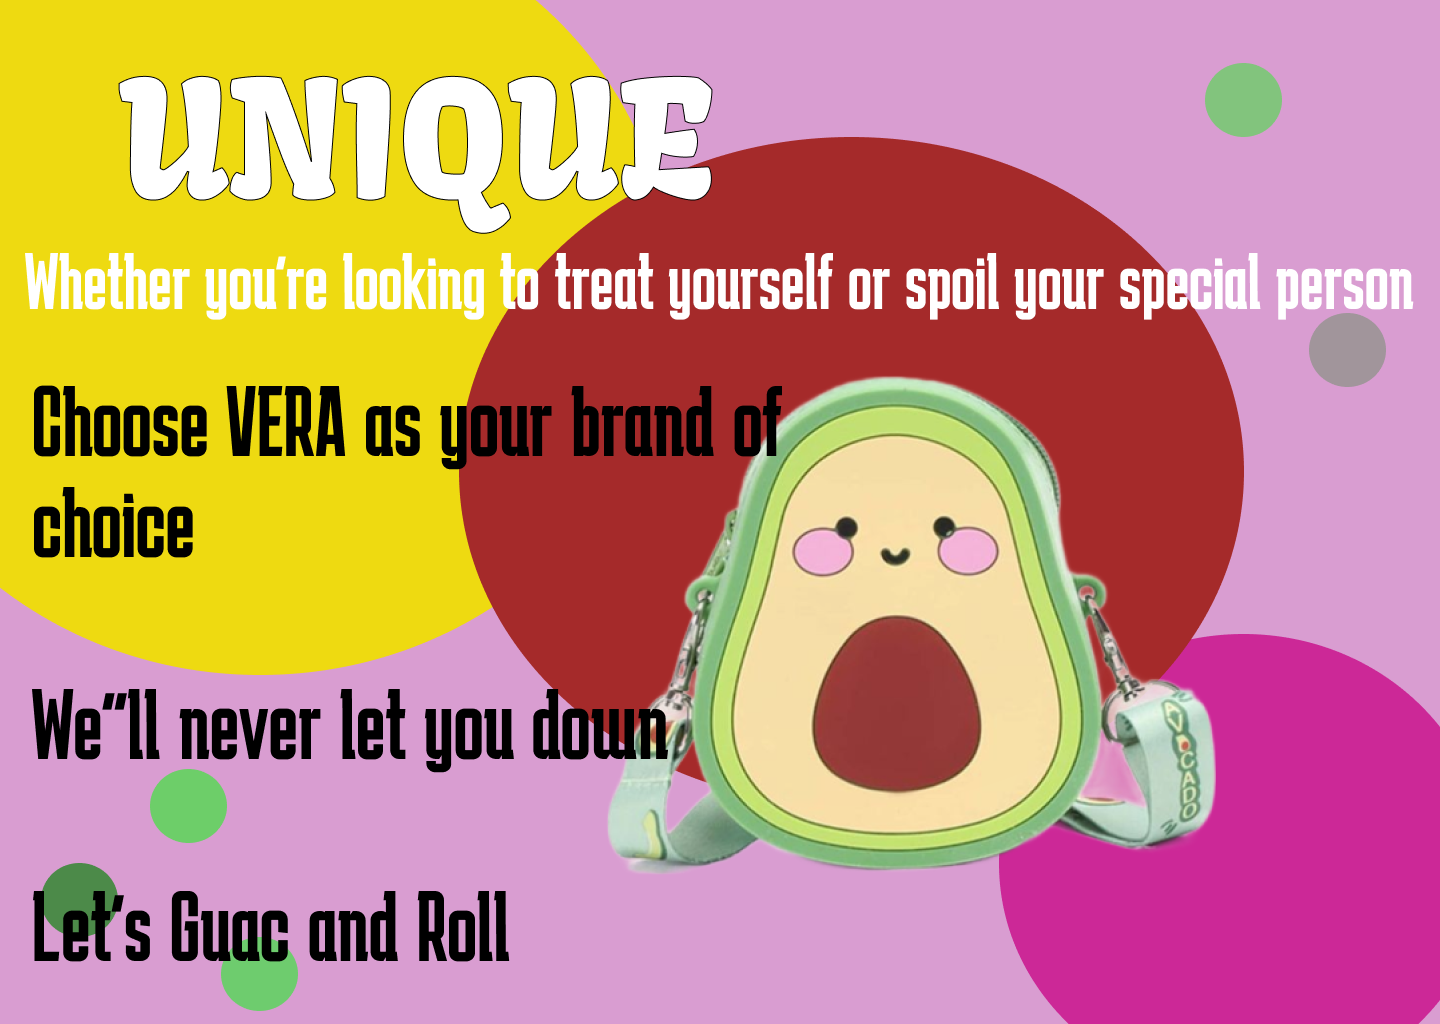 UNIQUE
Whether you're looking to treat yourself or spoil your special person
Choose VERA as your brand of
choice
We"ll never let you down
Let's Guac and Roll
AVOCADO